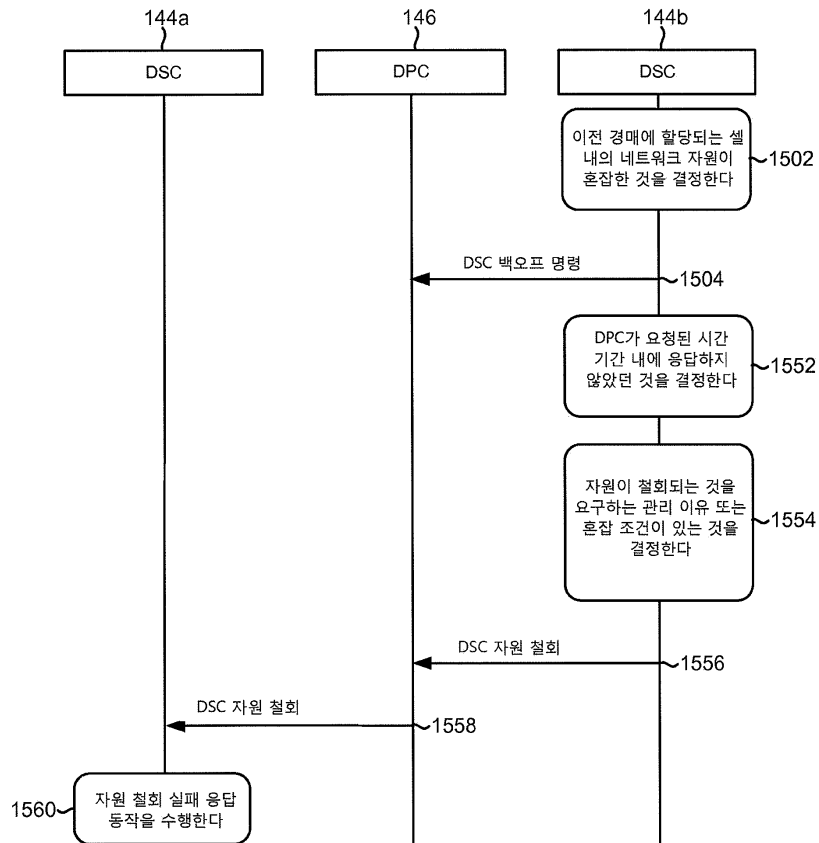 144a
146
144b
DSC
DPC
DSC
이전 경매에 할당되는 셀
내의 네트워크 자원이
혼잡한 것을 결정한다
1502
DSC 백오프 명령
1504
DPC가 요청된 시간
기간 내에 응답하지
않았던 것을 결정한다
1552
자원이 철회되는 것을
요구하는 관리 이유 또는
혼잡 조건이 있는 것을
결정한다
1554
DSC 자원 철회
1556
DSC 자원 철회
1558
1560
자원 철회 실패 응답
동작을 수행한다